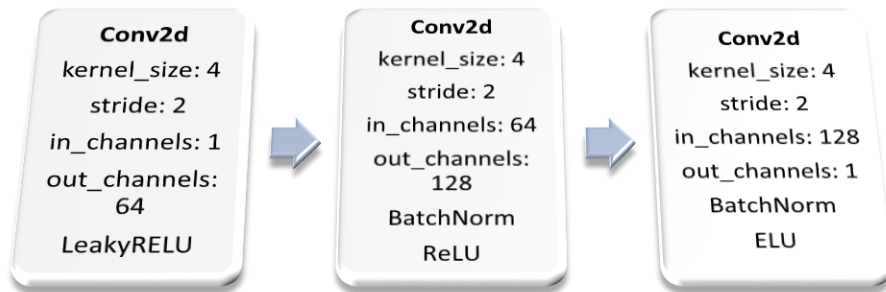 Conv2d
kernel_size: 4
stride: 2
in_channels: 1
out_channels:
64
LeakyRELU
Conv2d
kernel_size: 4
stride: 2
in_channels: 64
out_channels:
128
BatchNorm
ReLU
Conv2d
kernel_size: 4
stride: 2
in_channels: 128
out_channels: 1
BatchNorm
ELU